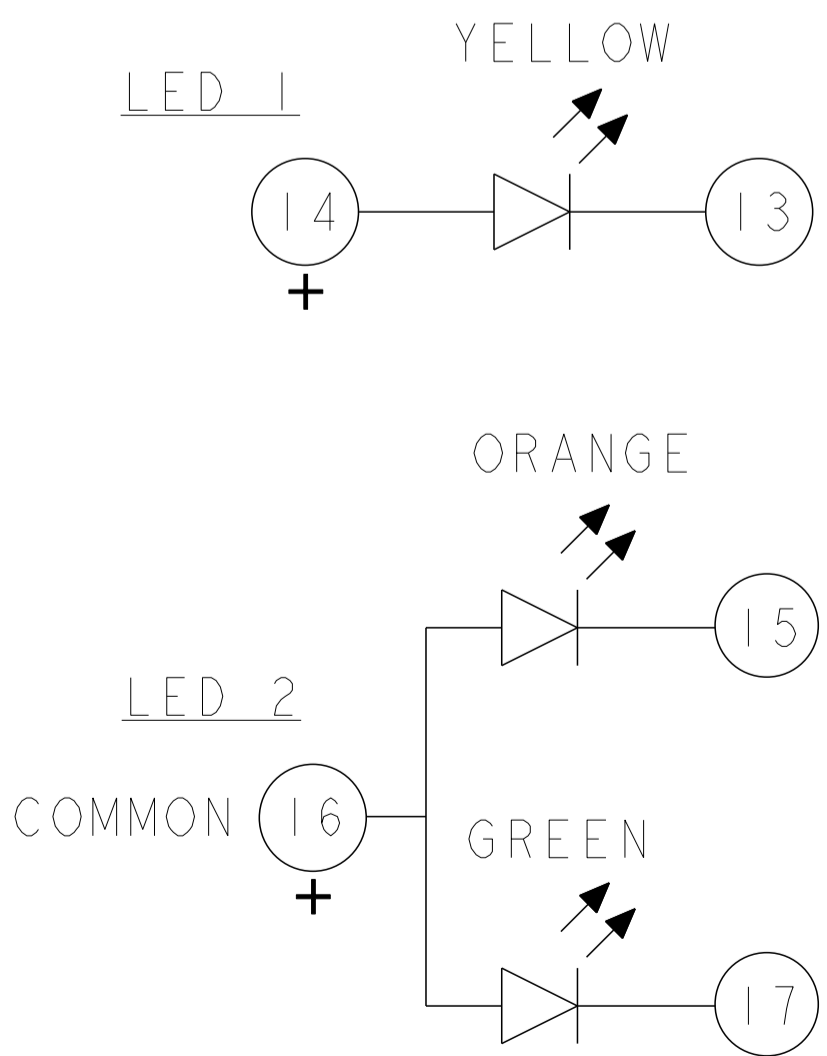 YELLOW
LED 1
14
13
+
ORANGE
15
LED 2
COMMON 16
+
GREEN
17